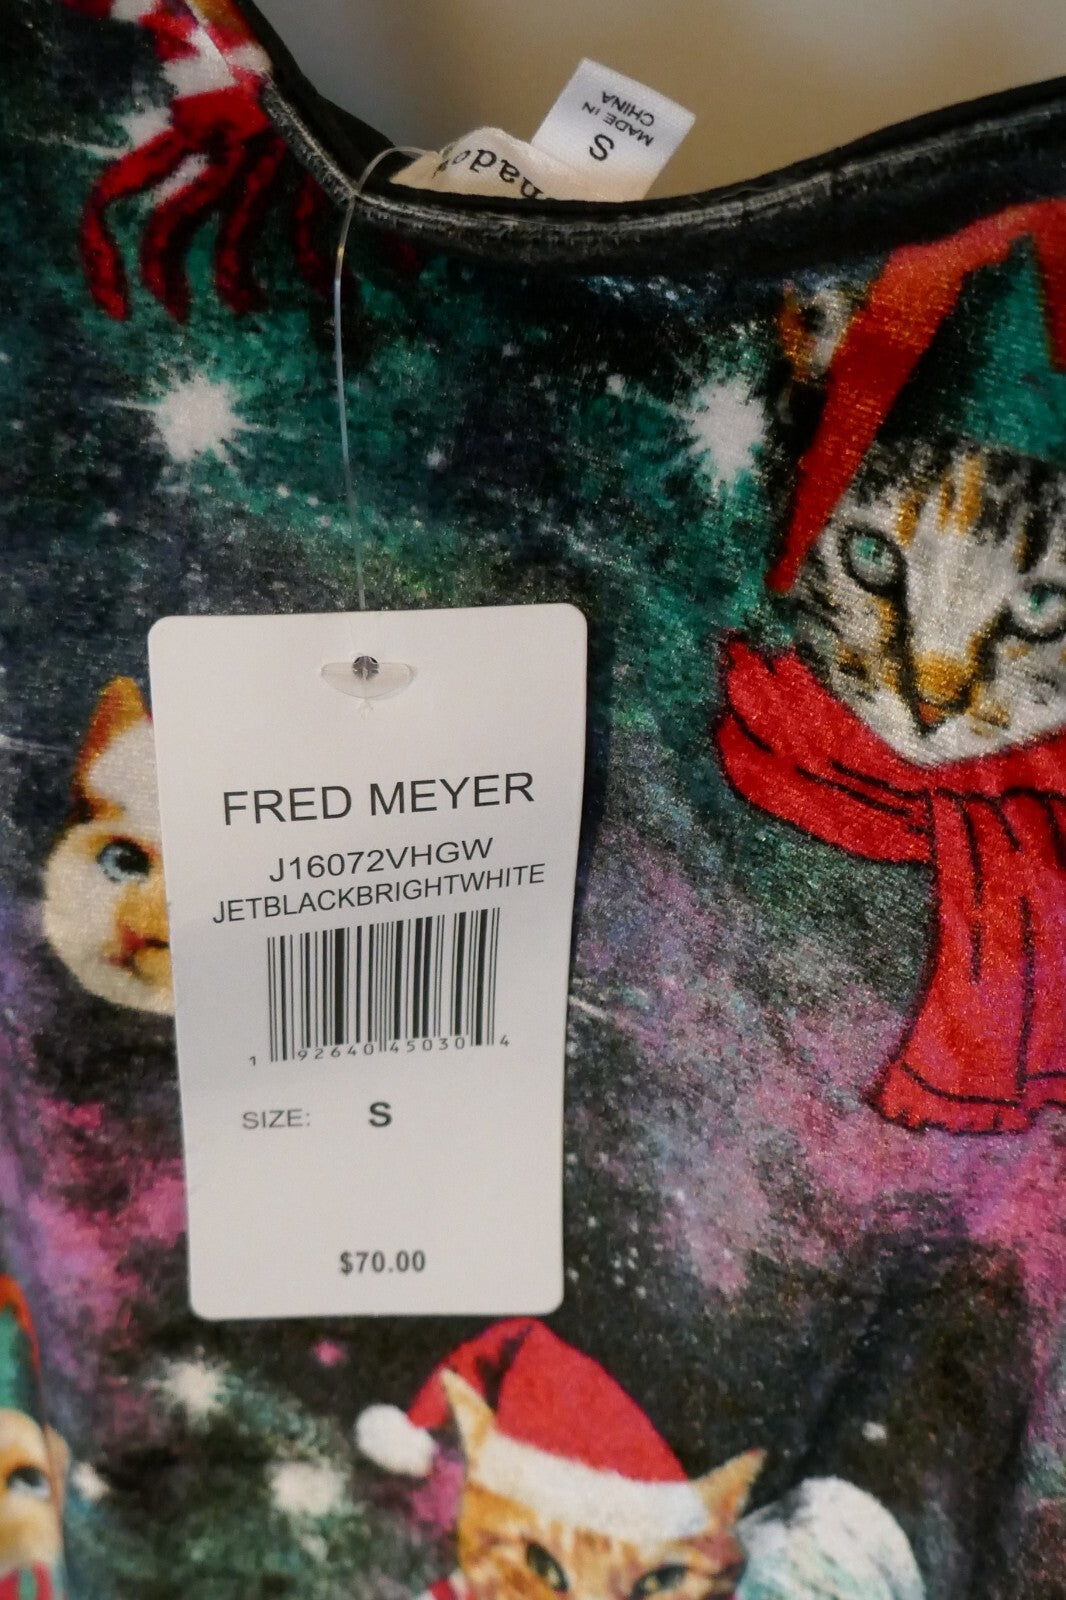 MADE IN
CHINA
S
FRED MEYER
J16072VHGW
JETBLACKBRIGHTWHITE
1 92640 45030 4
SIZE: S
$70.00